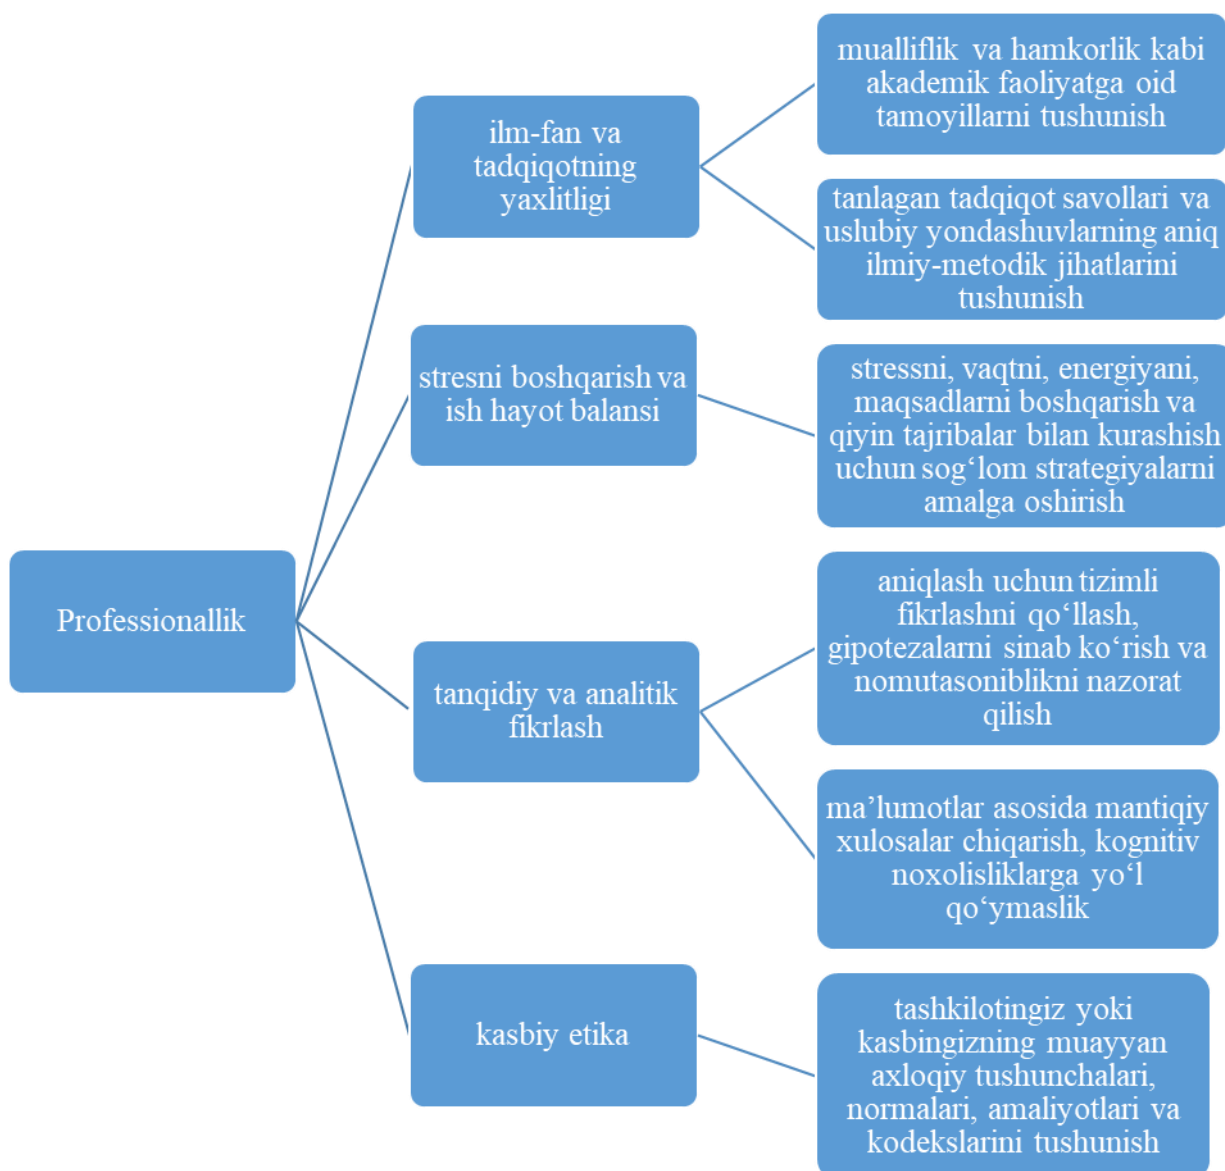 Professionallik
ilm-fan va
tadqiqotning
yaxlitligi
mualliflik va hamkorlik kabi
akademik faoliyatga oid
tamoyillarni tushunish
tanlagan tadqiqot savollari va
uslubiy yondashuvlarning aniq
ilmiy-metodik jihatlarini
tushunish
stresni boshqarish va
ish hayot balansi
stressni, vaqtni, energiyani,
maqsadlarni boshqarish va
qiyin tajribalar bilan kurashish
uchun sog‘lom strategiyalarni
amalga oshirish
tanqidiy va analitik
fikrlash
aniqlash uchun tizimli
fikrlashni qo‘llash,
gipotezalarni sinab ko‘rish va
nomutasoniblikni nazorat
qilish
ma’lumotlar asosida mantiqiy
xulosalar chiqarish, kognitiv
noxolisliklarga yo‘l
qo‘ymaslik
kasbiy etika
tashkilotingiz yoki
kasbingizning muayyan
axloqiy tushunchalari,
normalari, amaliyotlari va
kodekslarini tushunish